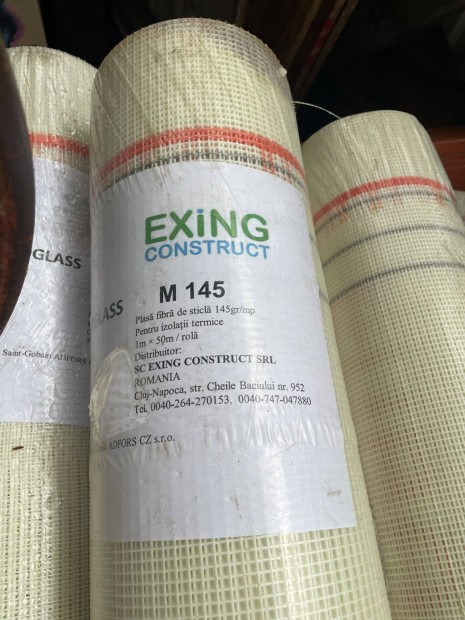 EXiNG
CONSTRUCT
GLASS
LASS
M 145
Plasă fibră de sticlă 145gr/mp
Pentru izolații termice
1m × 50m / rolă
Distribuitor:
SC EXING CONSTRUCT SRL
ROMANIA
Cluj-Napoca, str. Cheile Baciului nr. 952
Tel. 0040-264-270153, 0040-747-047880
Saint-Gobain ADFORS
ADFORS CZ s.r.o.